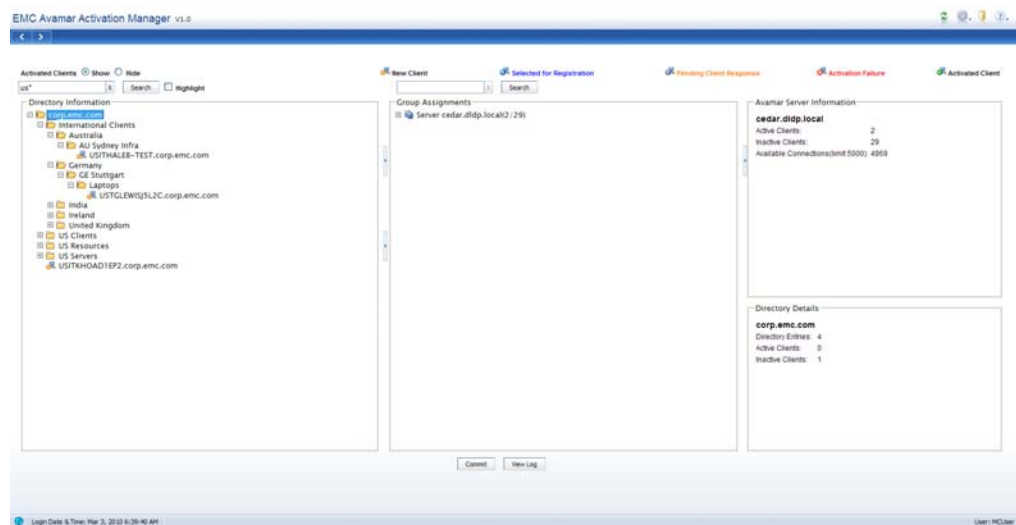 EMC Avamar Activation Manager v1.0
Activated Clients Show Hide
us* x Search Highlight
New Client
Selected for Registration
Pending Client Response
Activation Failure
Activated Client
Search
Directory Information
corp.emc.com
International Clients
Australia
AU Sydney Infra
USITHALEB-TEST.corp.emc.com
Germany
GE Stuttgart
Laptops
USTGLEWISJ5L2C.corp.emc.com
India
Ireland
United Kingdom
US Clients
US Resources
US Servers
USITKHOAD1EP2.corp.emc.com
Group Assignments
Server cedar.dldp.local(2:29)
Avamar Server Information
cedar.dldp.local
Active Clients: 2
Inactive Clients: 29
Available Connections(limit 5000): 4969
Directory Details
corp.emc.com
Directory Entries: 4
Active Clients: 0
Inactive Clients: 1
Commit View Log
Login Date & Time: Mar 3, 2010 6:39:40 AM
User: MCUser